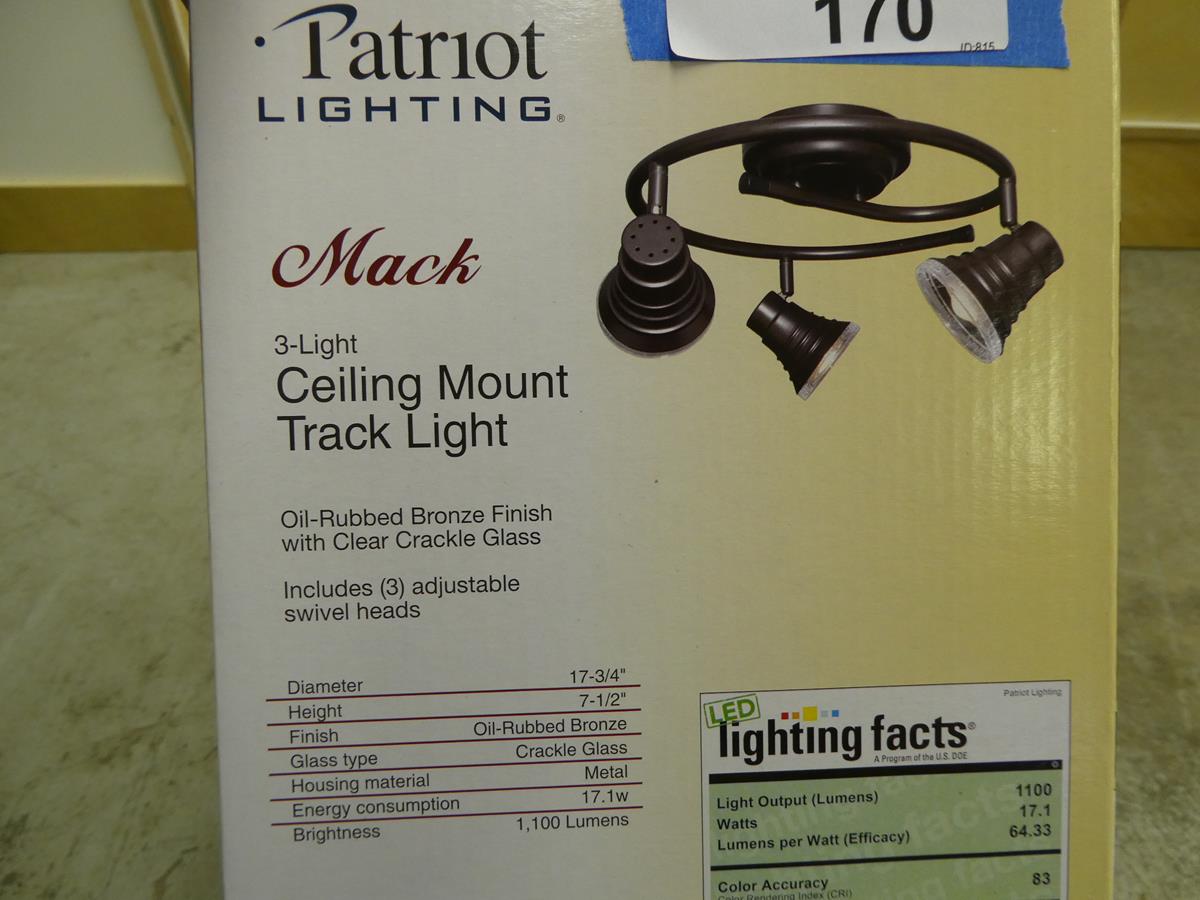 170
ID:815
Patriot
LIGHTING®
Mack
3-Light
Ceiling Mount
Track Light
Oil-Rubbed Bronze Finish
with Clear Crackle Glass
Includes (3) adjustable
swivel heads
Diameter 17-3/4"
Height 7-1/2"
Finish Oil-Rubbed Bronze
Glass type Crackle Glass
Housing material Metal
Energy consumption 17.1w
Brightness 1,100 Lumens
Patriot Lighting
LED
lighting facts®
A Program of the U.S. DOE
Light Output (Lumens) 1100
Watts 17.1
Lumens per Watt (Efficacy) 64.33
Color Accuracy 83
Color Rendering Index (CRI)